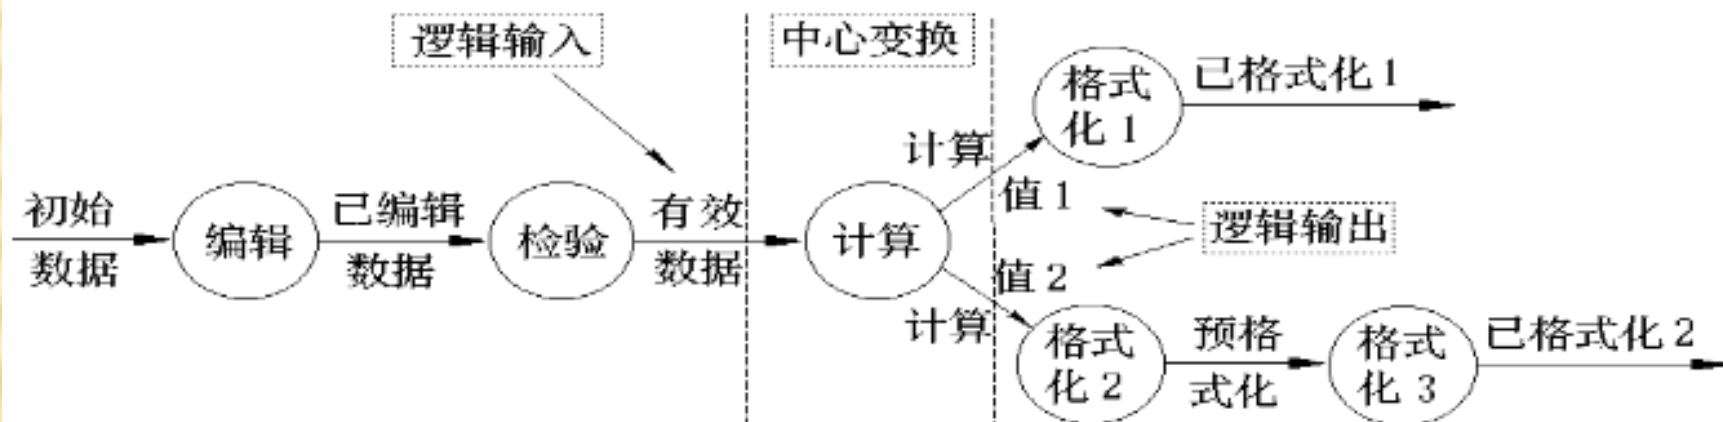 逻辑输入
中心变换
格式
化 1
已格式化 1
计算
值 1
初始
数据
编辑
已编辑
数据
检验
有效
数据
计算
逻辑输出
值 2
计算
格式
化 2
预格
式化
格式
化 3
已格式化 2